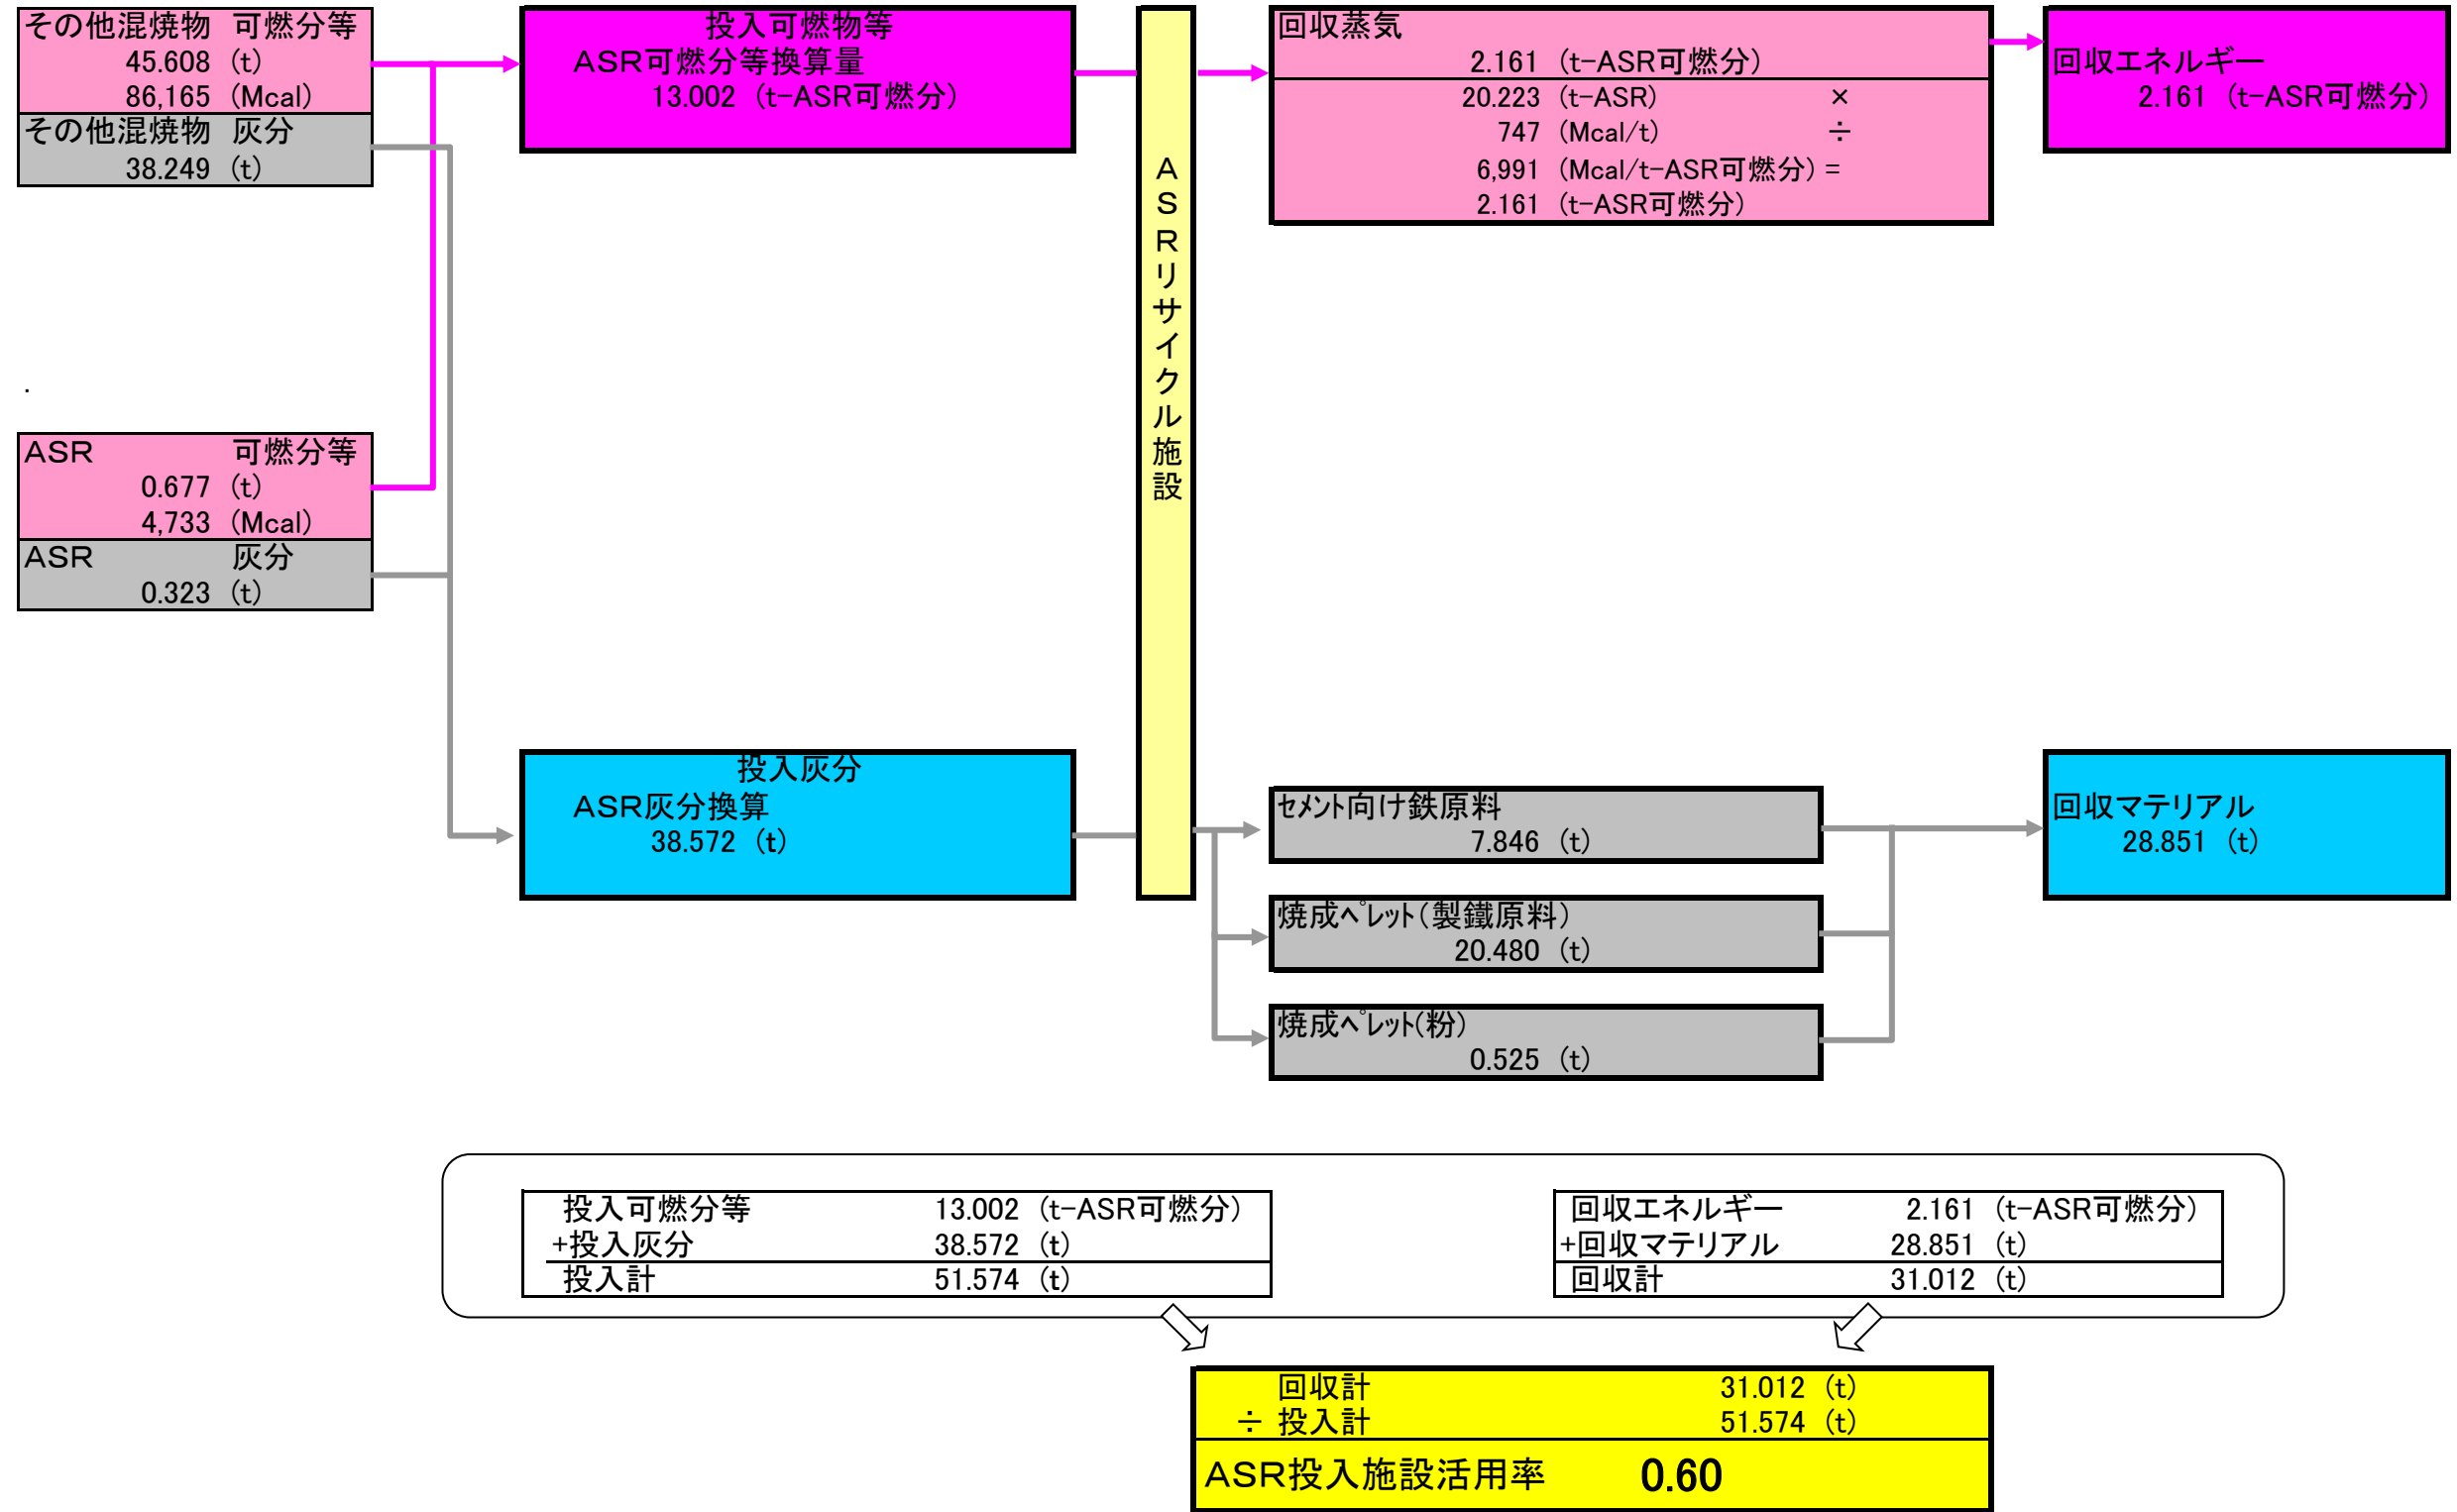 その他混焼物 可燃分等
45.608 (t)
86,165 (Mcal)
その他混焼物 灰分
38.249 (t)
.
ASR 可燃分等
0.677 (t)
4,733 (Mcal)
ASR 灰分
0.323 (t)
投入可燃物等
ASR可燃分等換算量
13.002 (t-ASR可燃分)
投入灰分
ASR灰分換算
38.572 (t)
ASRリサイクル施設
回収蒸気
2.161 (t-ASR可燃分)
20.223 (t-ASR) ×
747 (Mcal/t) ÷
6,991 (Mcal/t-ASR可燃分) =
2.161 (t-ASR可燃分)
回収エネルギー
2.161 (t-ASR可燃分)
セメント向け鉄原料
7.846 (t)
焼成ペレット(製鐵原料)
20.480 (t)
焼成ペレット(粉)
0.525 (t)
回収マテリアル
28.851 (t)
投入可燃分等 13.002 (t-ASR可燃分)
+投入灰分 38.572 (t)
投入計 51.574 (t)
回収エネルギー 2.161 (t-ASR可燃分)
+回収マテリアル 28.851 (t)
回収計 31.012 (t)
回収計 31.012 (t)
÷ 投入計 51.574 (t)
ASR投入施設活用率 0.60